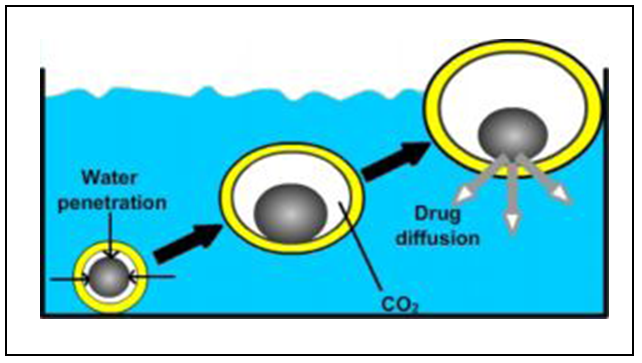 Water
penetration
Drug
diffusion
CO₂